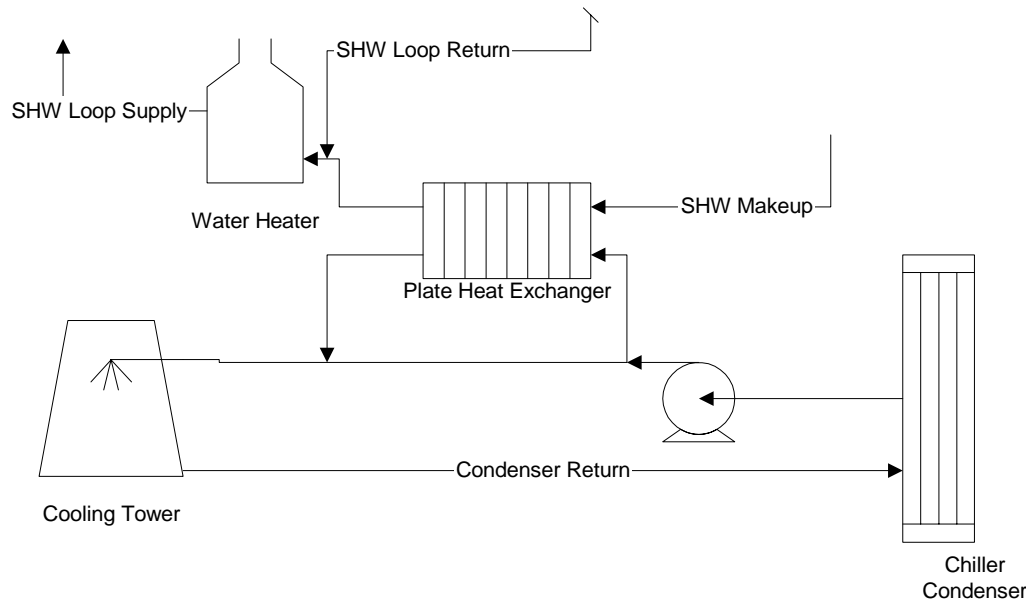 SHW Loop Return
SHW Loop Supply
Water Heater
SHW Makeup
Plate Heat Exchanger
Condenser Return
Cooling Tower
Chiller
Condenser